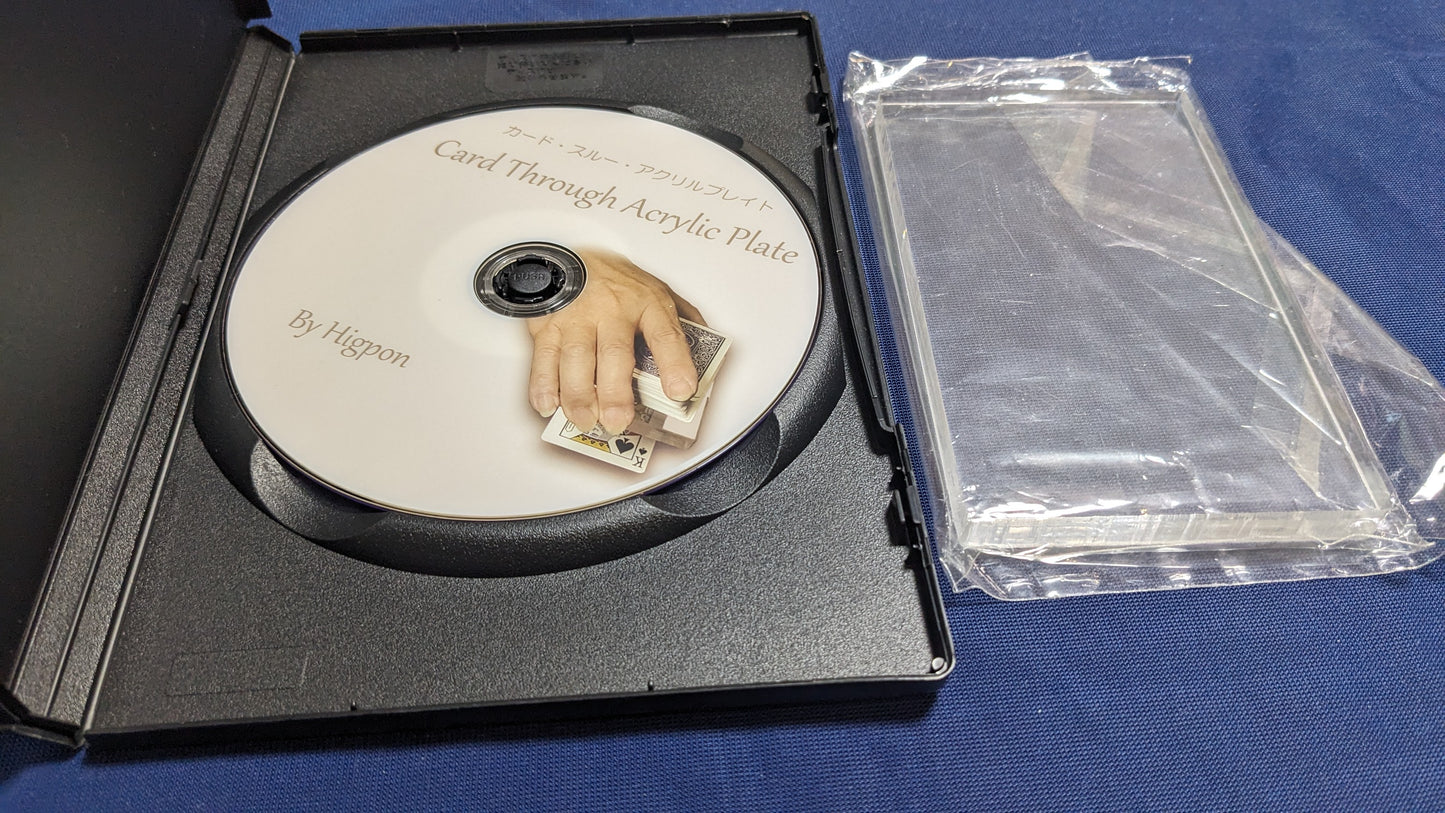 カード・スルー・アクリルプレイト
Card Through Acrylic Plate
By Higpon
PUSH
K